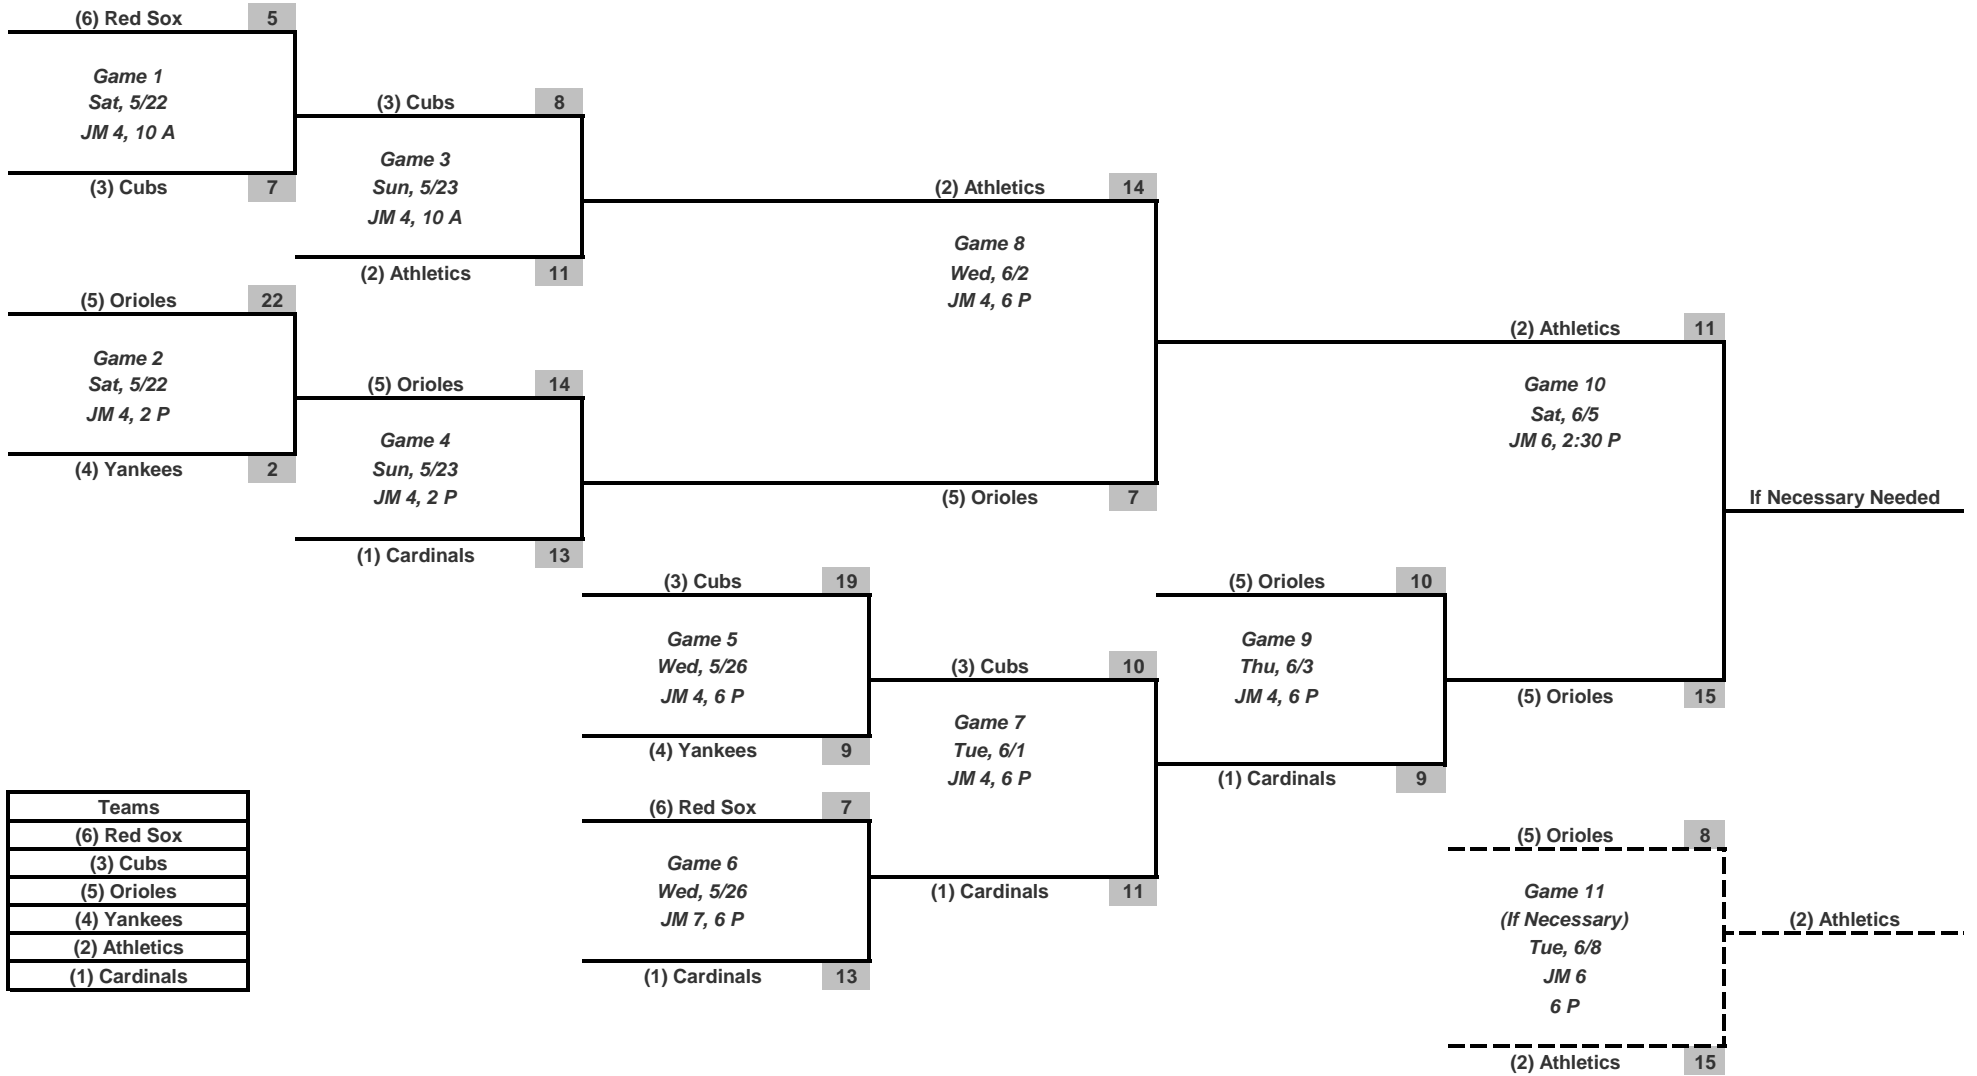 (6) Red Sox 5
Game 1
Sat, 5/22
JM 4, 10 A
(3) Cubs 7
(5) Orioles 22
Game 2
Sat, 5/22
JM 4, 2 P
(4) Yankees 2
(3) Cubs 8
Game 3
Sun, 5/23
JM 4, 10 A
(2) Athletics 11
(5) Orioles 14
Game 4
Sun, 5/23
JM 4, 2 P
(1) Cardinals 13
(3) Cubs 19
Game 5
Wed, 5/26
JM 4, 6 P
(4) Yankees 9
(6) Red Sox 7
Game 6
Wed, 5/26
JM 7, 6 P
(1) Cardinals 13
(3) Cubs 10
Game 7
Tue, 6/1
JM 4, 6 P
(1) Cardinals 11
(2) Athletics 14
Game 8
Wed, 6/2
JM 4, 6 P
(5) Orioles 7
(5) Orioles 10
Game 9
Thu, 6/3
JM 4, 6 P
(1) Cardinals 9
(2) Athletics 11
Game 10
Sat, 6/5
JM 6, 2:30 P
(5) Orioles 15
If Necessary Needed
(5) Orioles 8
Game 11
(If Necessary)
Tue, 6/8
JM 6
6 P
(2) Athletics 15
(2) Athletics
Teams
(6) Red Sox
(3) Cubs
(5) Orioles
(4) Yankees
(2) Athletics
(1) Cardinals